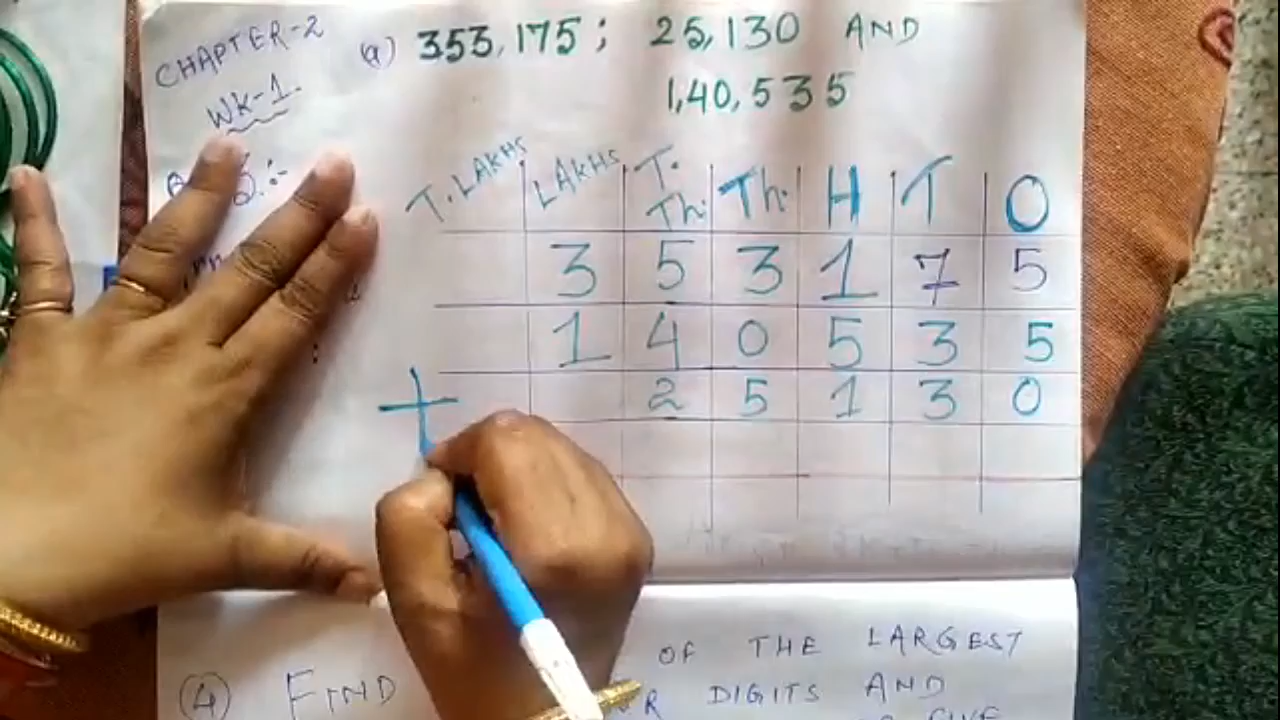 CHAPTER-2
WK-1.
(a) 353,175; 25,130 AND
1,40,535
T. LAKHS LAKHS T. Th. Th. H T O
3 5 3 1 7 5
1 4 0 5 3 5
+ 2 5 1 3 0
(4) FIND OF THE LARGEST
DIGITS AND